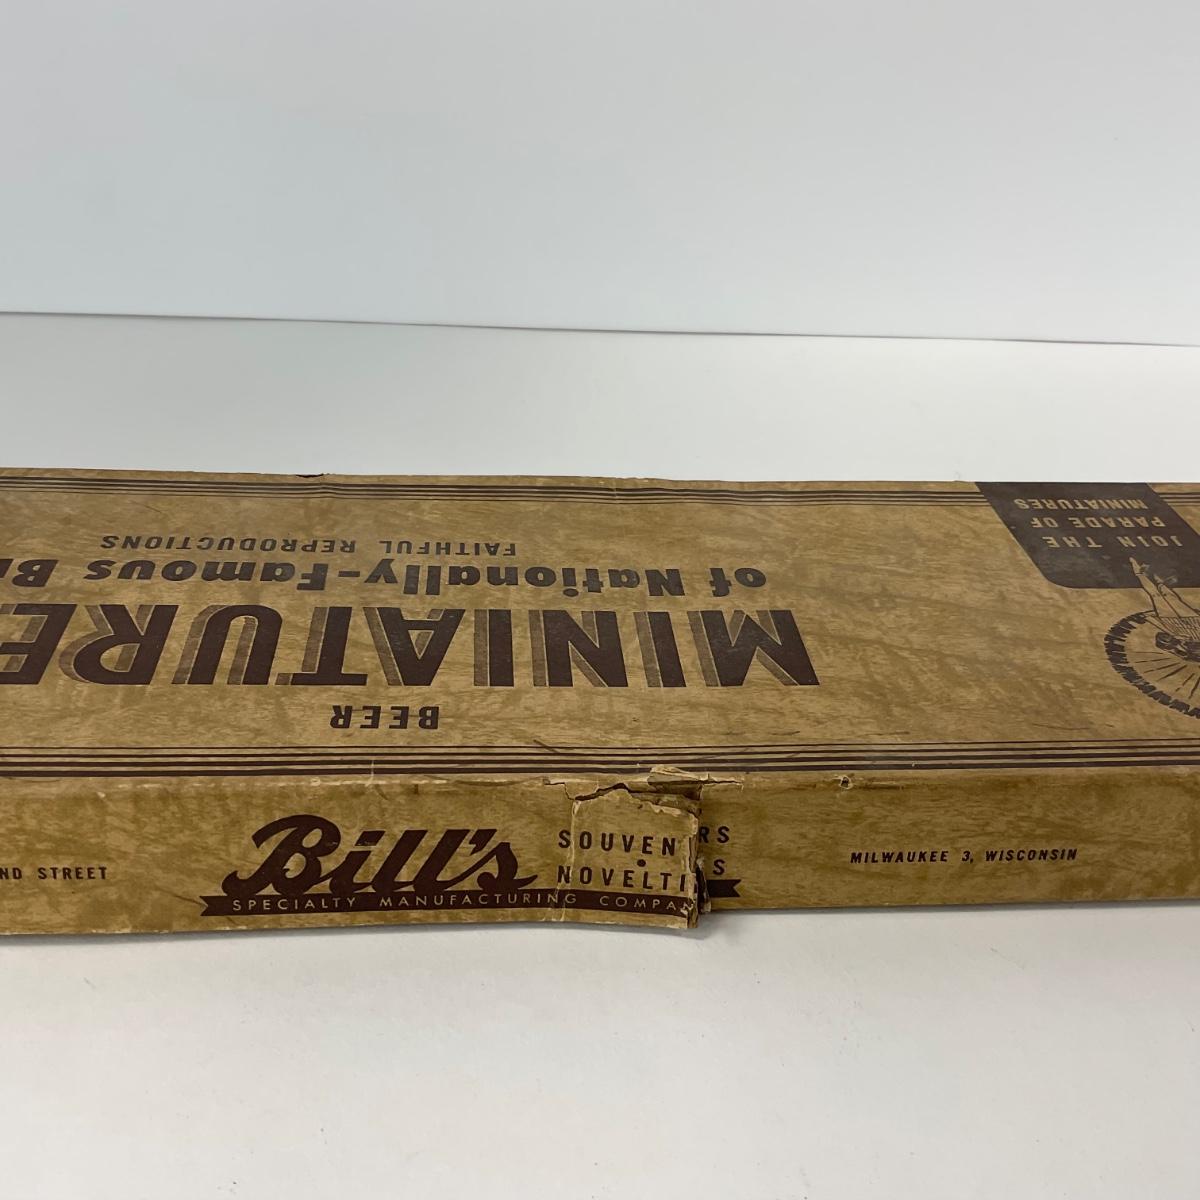 JOIN THE
PARADE OF
MINIATURES
BEER
MINIATURE
of Nationally-Famous B
FAITHFUL REPRODUCTIONS
ND STREET
Bill's
SOUVEN RS
NOVELTI S
SPECIALTY MANUFACTURING COMPA
MILWAUKEE 3, WISCONSIN